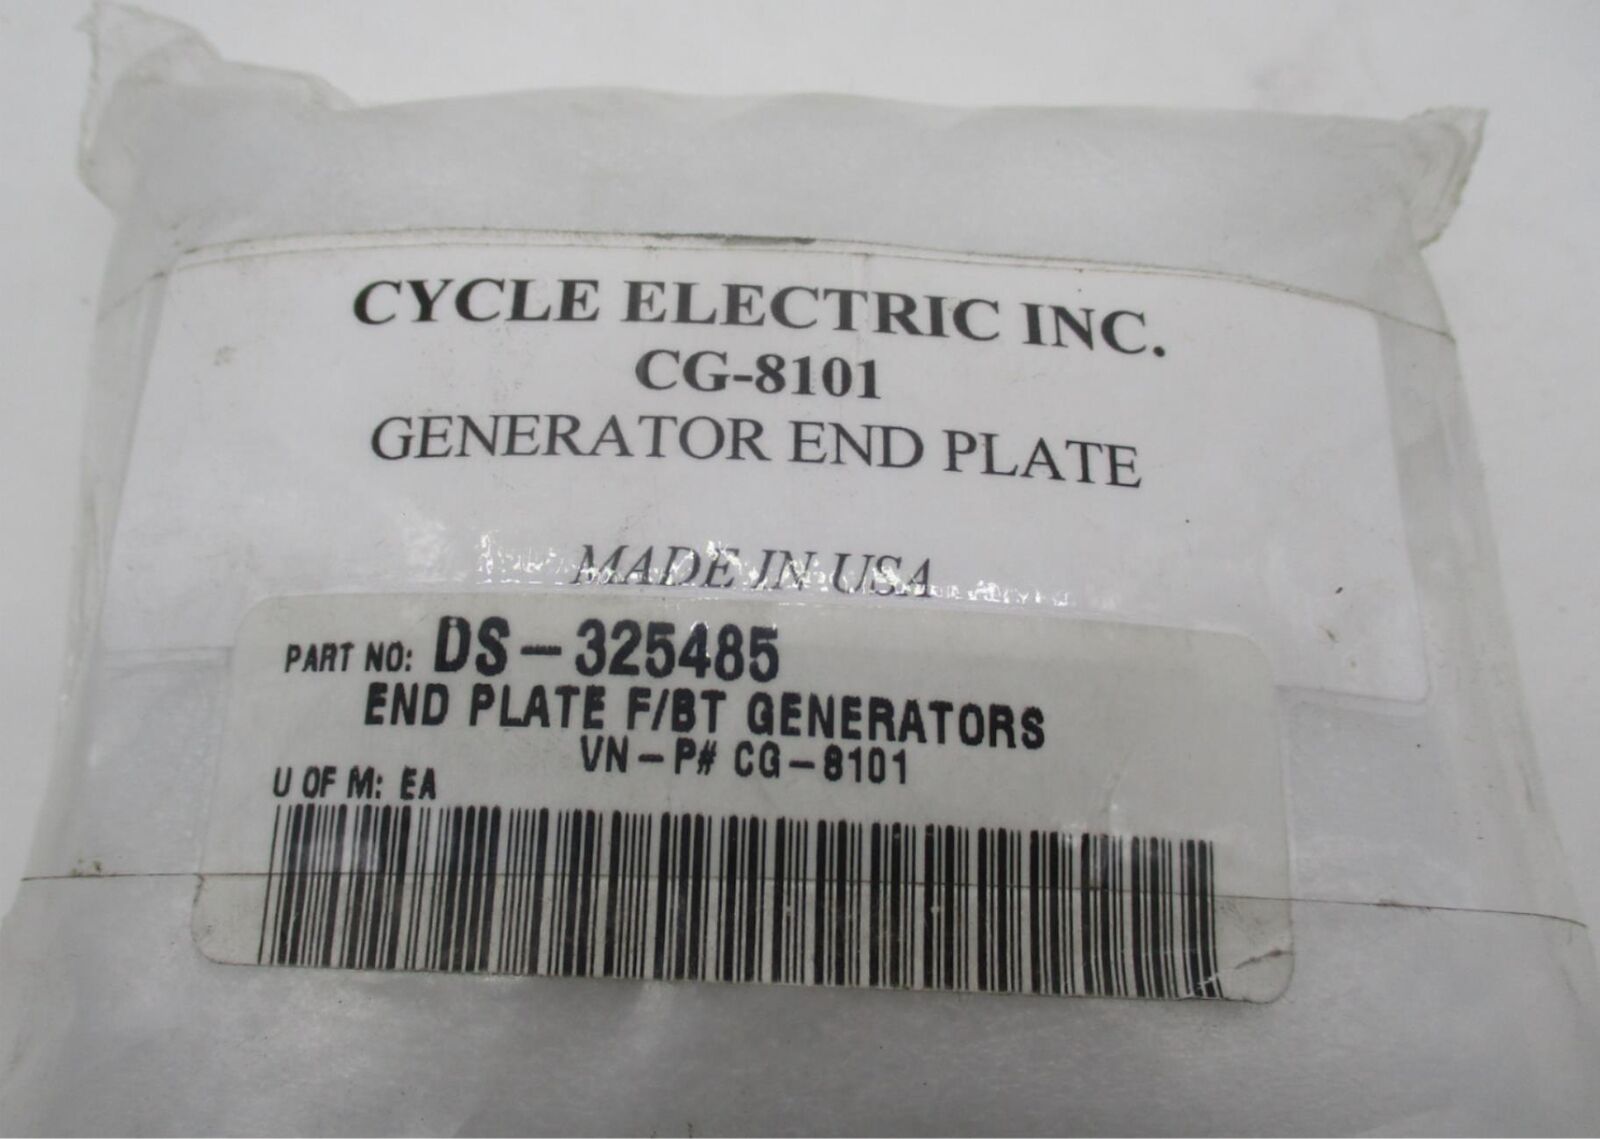 CYCLE ELECTRIC INC.
CG-8101
GENERATOR END PLATE
MADE IN USA
PART NO: DS-325485
END PLATE F/BT GENERATORS
VN-P# CG-8101
U OF M: EA